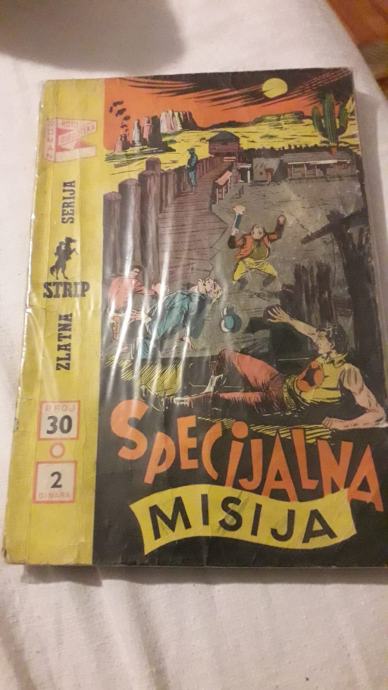 ZLATNA STRIP SERIJA
BROJ
30
2
DINARA
SPECIJALNA
MISIJA